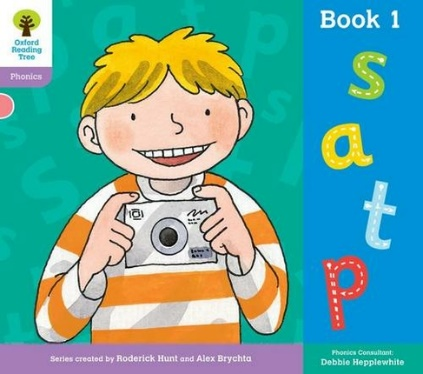 Oxford
Reading
Tree
Phonics
Book 1
s
a
t
p
Series created by Roderick Hunt and Alex Brychta
Phonics Consultant:
Debbie Hepplewhite